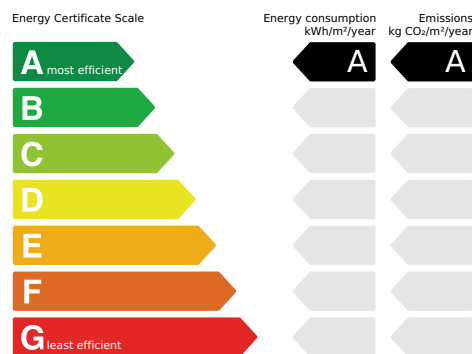 Energy Certificate Scale
Energy consumption
kWh/m²/year
Emissions
kg CO₂/m²/year
A most efficient
A
A
B
C
D
E
F
G least efficient